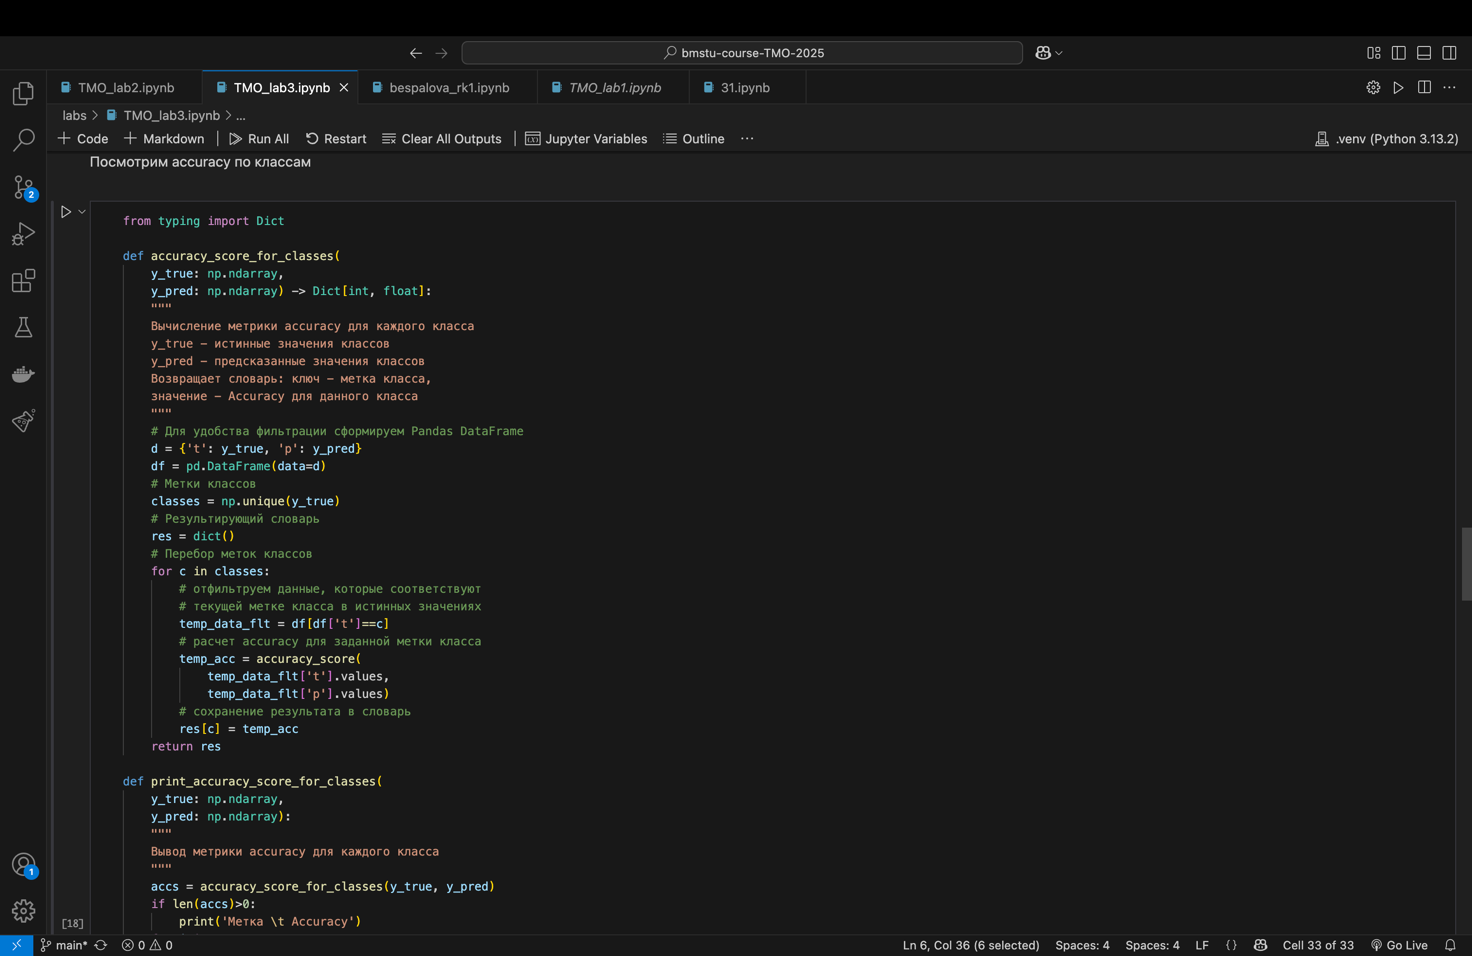 bmstu-course-TMO-2025
TMO_lab2.ipynb
TMO_lab3.ipynb
bespalova_rk1.ipynb
TMO_lab1.ipynb
31.ipynb
labs > TMO_lab3.ipynb > ...
+ Code + Markdown Run All Restart Clear All Outputs Jupyter Variables Outline ...
.venv (Python 3.13.2)
Посмотрим accuracy по классам
from typing import Dict
def accuracy_score_for_classes(
y_true: np.ndarray,
y_pred: np.ndarray) -> Dict[int, float]:
"""
Вычисление метрики accuracy для каждого класса
y_true - истинные значения классов
y_pred - предсказанные значения классов
Возвращает словарь: ключ - метка класса,
значение - Accuracy для данного класса
"""
# Для удобства фильтрации сформируем Pandas DataFrame
d = {'t': y_true, 'p': y_pred}
df = pd.DataFrame(data=d)
# Метки классов
classes = np.unique(y_true)
# Результирующий словарь
res = dict()
# Перебор меток классов
for c in classes:
# отфильтруем данные, которые соответствуют
# текущей метке класса в истинных значениях
temp_data_flt = df[df['t']==c]
# расчет accuracy для заданной метки класса
temp_acc = accuracy_score(
temp_data_flt['t'].values,
temp_data_flt['p'].values)
# сохранение результата в словарь
res[c] = temp_acc
return res
def print_accuracy_score_for_classes(
y_true: np.ndarray,
y_pred: np.ndarray):
"""
Вывод метрики accuracy для каждого класса
"""
accs = accuracy_score_for_classes(y_true, y_pred)
if len(accs)>0:
print('Метка \t Accuracy')
[18]
2
1
main* 0 0 Ln 6, Col 36 (6 selected) Spaces: 4 Spaces: 4 LF {} Cell 33 of 33 Go Live